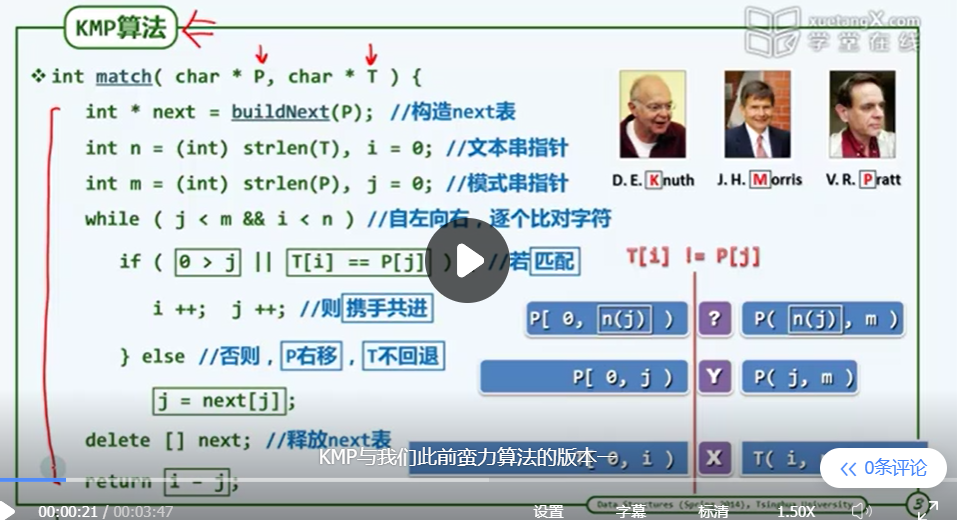 KMP算法
xuetangX.com
学堂在线
❖int match( char * P, char * T ) {
int * next = buildNext(P); //构造next表
int n = (int) strlen(T), i = 0; //文本串指针
int m = (int) strlen(P), j = 0; //模式串指针
D. E. Knuth J. H. Morris V. R. Pratt
while ( j < m && i < n ) //自左向右，逐个比对字符
if ( 0 > j || T[i] == P[j] ) //若匹配
T[i] != P[j]
i ++; j ++; //则携手共进
P[ 0, n(j) ) ? P( n(j), m )
} else //否则，P右移，T不回退
P[ 0, j ) Y P( j, m )
j = next[j];
delete [] next; //释放next表
0, i ) X T( i,
KMP与我们此前蛮力算法的版本一
0条评论
return i - j;
Data Structures (Spring 2014), Tsinghua University
3
00:00:21 / 00:03:47 设置 字幕 标清 1.50X